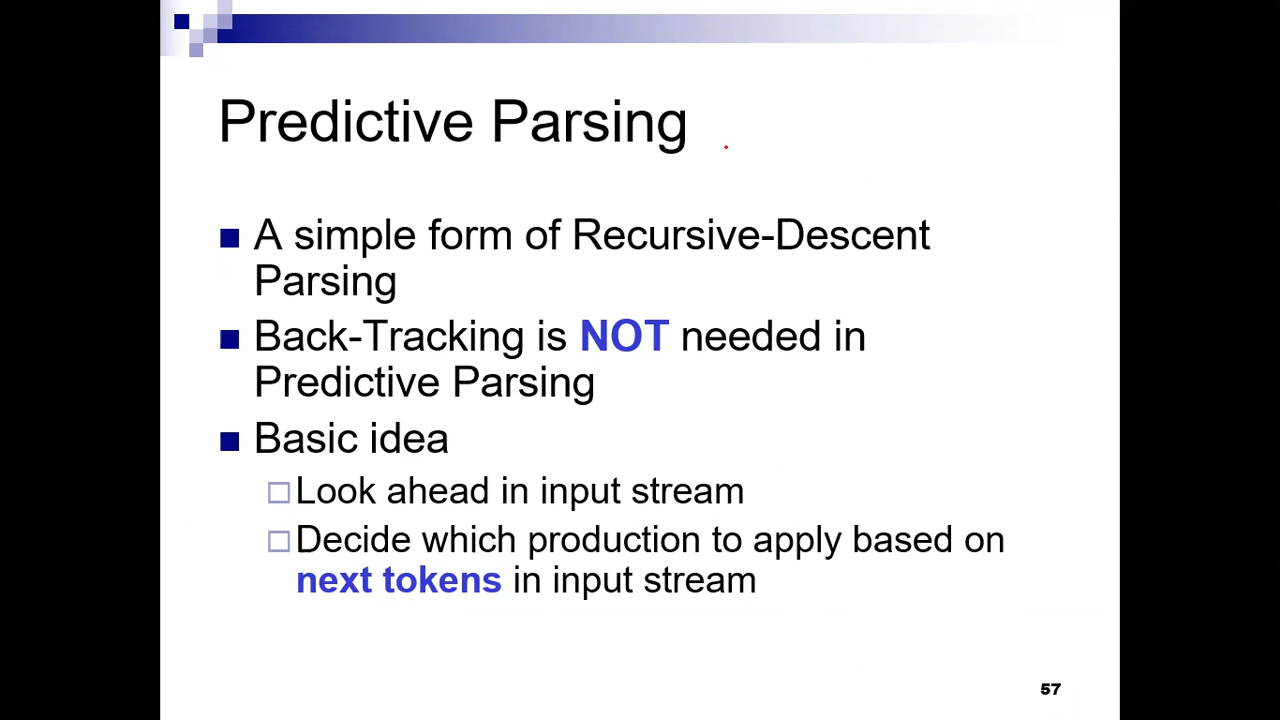 Predictive Parsing
A simple form of Recursive-Descent
Parsing
Back-Tracking is NOT needed in
Predictive Parsing
Basic idea
Look ahead in input stream
Decide which production to apply based on
next tokens in input stream
57